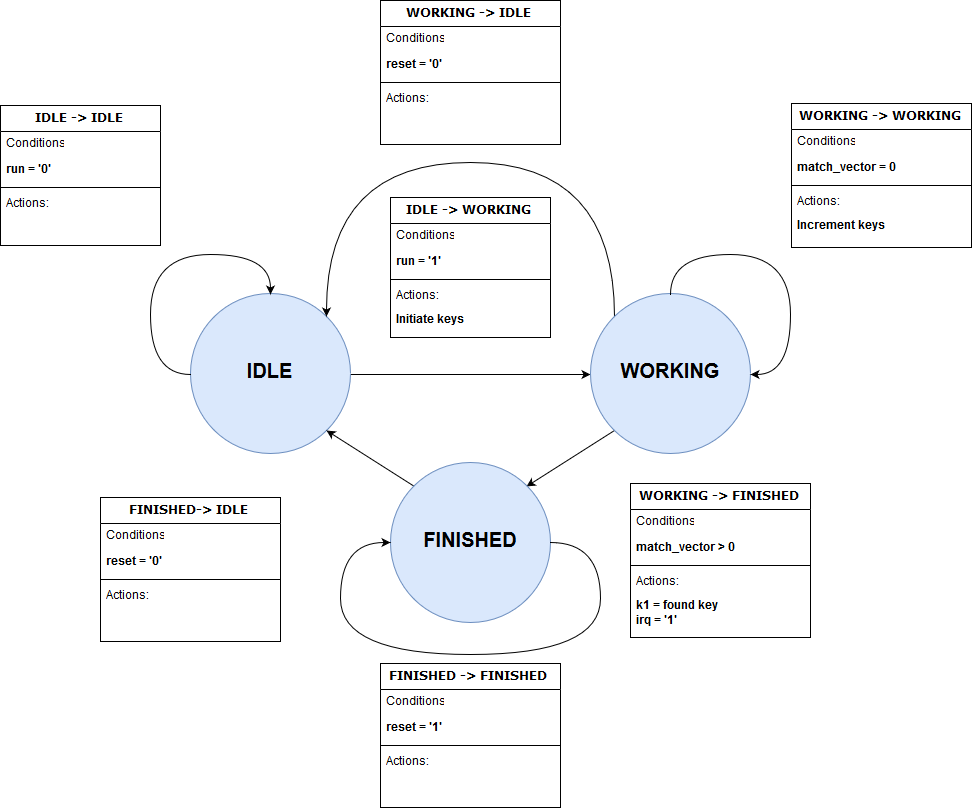 WORKING -> IDLE
Conditions
reset = '0'
Actions:
IDLE -> IDLE
Conditions
run = '0'
Actions:
WORKING -> WORKING
Conditions
match_vector = 0
Actions:
Increment keys
IDLE -> WORKING
Conditions
run = '1'
Actions:
Initiate keys
IDLE
WORKING
FINISHED
FINISHED-> IDLE
Conditions
reset = '0'
Actions:
WORKING -> FINISHED
Conditions
match_vector > 0
Actions:
k1 = found key
irq = '1'
FINISHED -> FINISHED
Conditions
reset = '1'
Actions: